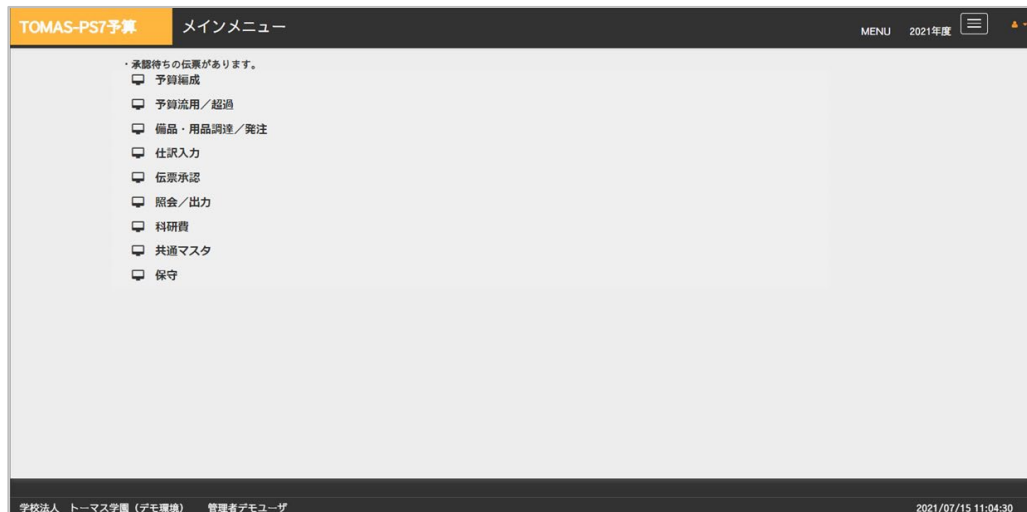 TOMAS-PS7予算 メインメニュー MENU 2021年度
・承認待ちの伝票があります。
予算編成
予算流用／超過
備品・用品調達／発注
仕訳入力
伝票承認
照会／出力
科研費
共通マスタ
保守
学校法人 トーマス学園（デモ環境） 管理者デモユーザ 2021/07/15 11:04:30